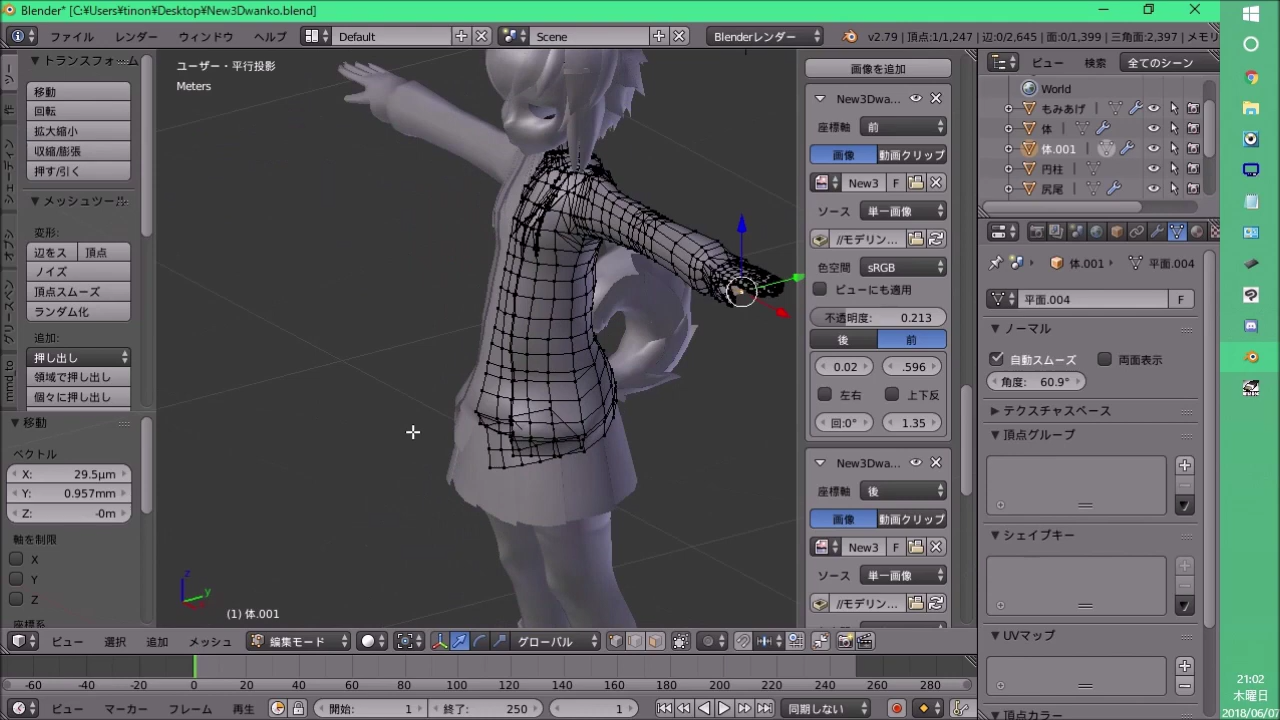 Blender* [C:¥Users¥tinon¥Desktop¥New3Dwanko.blend]
ファイル レンダー ウィンドウ ヘルプ Default Scene Blenderレンダー v2.79 | 頂点:1/1,247 | 辺:0/2,645 | 面:0/1,399 | 三角面:2,397 | メモリ
▼トランスフォーム
移動
回転
拡大縮小
収縮/膨張
押す/引く
▼メッシュツール
変形:
辺をス 頂点
ノイズ
頂点スムーズ
ランダム化
追加:
押し出し
領域で押し出し
個々に押し出し
mmd_to
▼移動
ベクトル
X: 29.5μm
Y: 0.957mm
Z: -0m
軸を制限
X
Y
Z
座標系
ユーザー・平行投影
Meters
z
y
(1) 体.001
画像を追加
New3Dwa...
座標軸 前
画像 動画クリップ
New3 F
ソース 単一画像
//モデリン...
色空間 sRGB
ビューにも適用
不透明度: 0.213
後 前
0.02 .596
左右 上下反
回:0° 1.35
New3Dwa...
座標軸 後
画像 動画クリップ
New3 F
ソース 単一画像
//モデリン...
ビュー 検索 全てのシーン
World
もみあげ
体
体.001
円柱
尻尾
体.001 平面.004
平面.004 F
▼ノーマル
自動スムーズ 両面表示
角度: 60.9°
▶テクスチャスペース
▼頂点グループ
▼シェイプキー
▼UVマップ
▼頂点カラー
ビュー 選択 追加 メッシュ 編集モード グローバル
-60 -40 -20 0 20 40 60 80 100 120 140 160 180 200 220 240 260 280
ビュー マーカー フレーム 再生 開始: 1 終了: 250 1 同期しない
21:02
木曜日
2018/06/07